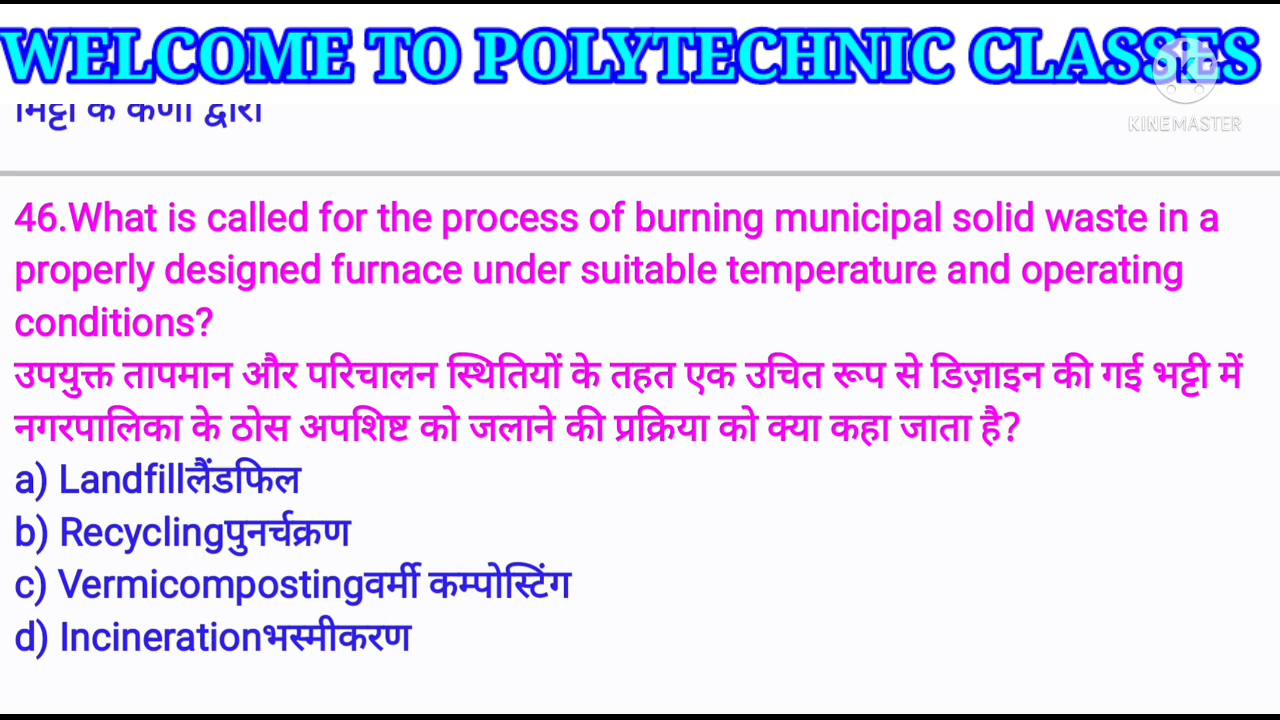 WELCOME TO POLYTECHNIC CLASSES
मिट्टी के कणों द्वारा
KINEMASTER
46.What is called for the process of burning municipal solid waste in a
properly designed furnace under suitable temperature and operating
conditions?
उपयुक्त तापमान और परिचालन स्थितियों के तहत एक उचित रूप से डिज़ाइन की गई भट्टी में
नगरपालिका के ठोस अपशिष्ट को जलाने की प्रक्रिया को क्या कहा जाता है?
a) Landfillलैंडफिल
b) Recyclingपुनर्चक्रण
c) Vermicompostingवर्मी कम्पोस्टिंग
d) Incinerationभस्मीकरण